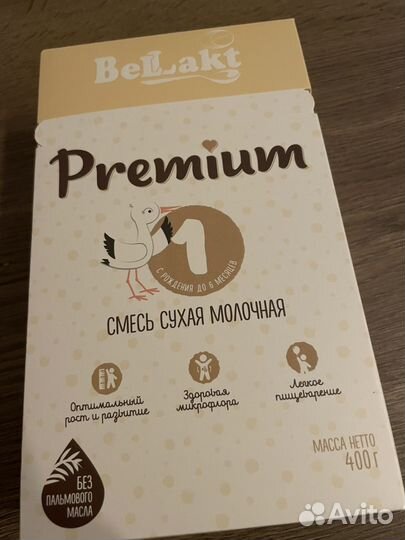 BeLLakt
Premium
1
С РОЖДЕНИЯ ДО 6 МЕСЯЦЕВ
СМЕСЬ СУХАЯ МОЛОЧНАЯ
Оптимальный
рост и развитие
Здоровая
микрофлора
Лёгкое
пищеварение
БЕЗ
ПАЛЬМОВОГО
МАСЛА
МАССА НЕТТО
400 г
Avito